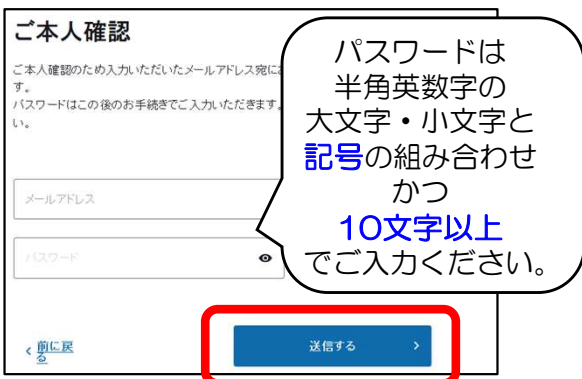 ご本人確認
ご本人確認のため入力いただいたメールアドレス宛に
す。
パスワードはこの後のお手続きでご入力いただきます。
い。
メールアドレス
パスワード
前に戻
る
送信する
パスワードは
半角英数字の
大文字・小文字と
記号の組み合わせ
かつ
10文字以上
でご入力ください。